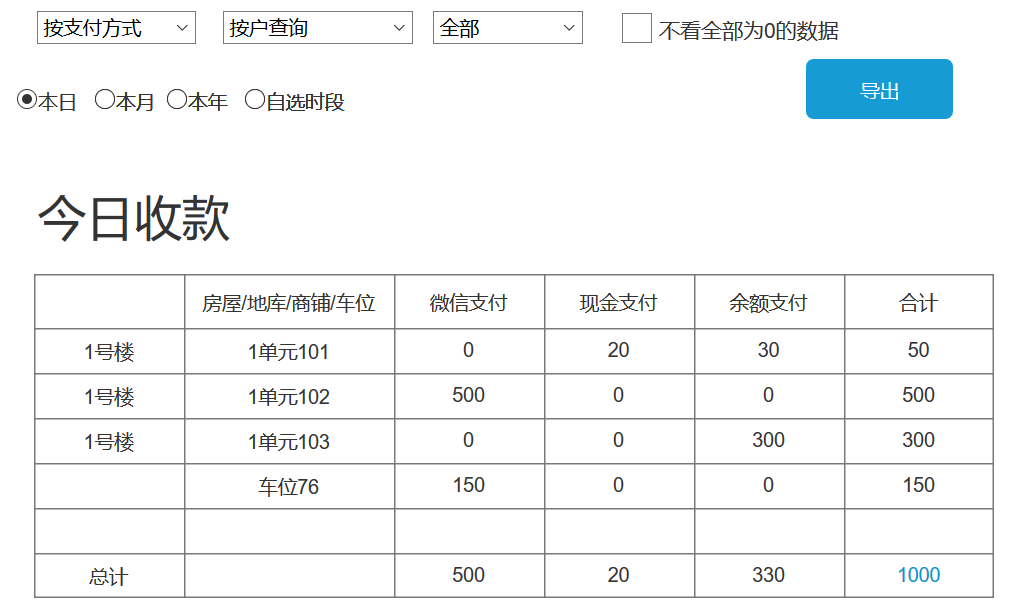 按支付方式 按户查询 全部 不看全部为0的数据
本日 本月 本年 自选时段 导出
今日收款
房屋/地库/商铺/车位 微信支付 现金支付 余额支付 合计
1号楼 1单元101 0 20 30 50
1号楼 1单元102 500 0 0 500
1号楼 1单元103 0 0 300 300
车位76 150 0 0 150
总计 500 20 330 1000